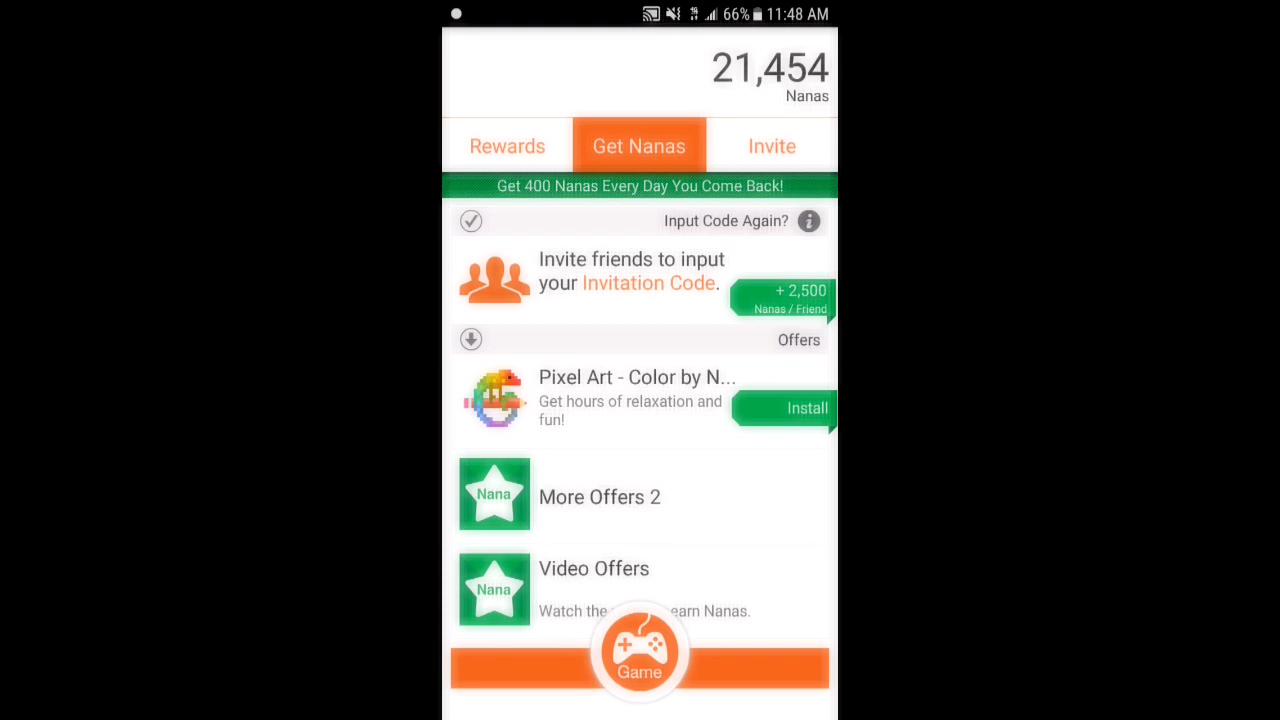 66% 11:48 AM
21,454
Nanas
Rewards Get Nanas Invite
Get 400 Nanas Every Day You Come Back!
Input Code Again?
Invite friends to input
your Invitation Code.
+ 2,500
Nanas / Friend
Offers
Pixel Art - Color by N...
Get hours of relaxation and
fun!
Install
Nana
More Offers 2
Video Offers
Nana
Watch the earn Nanas.
Game